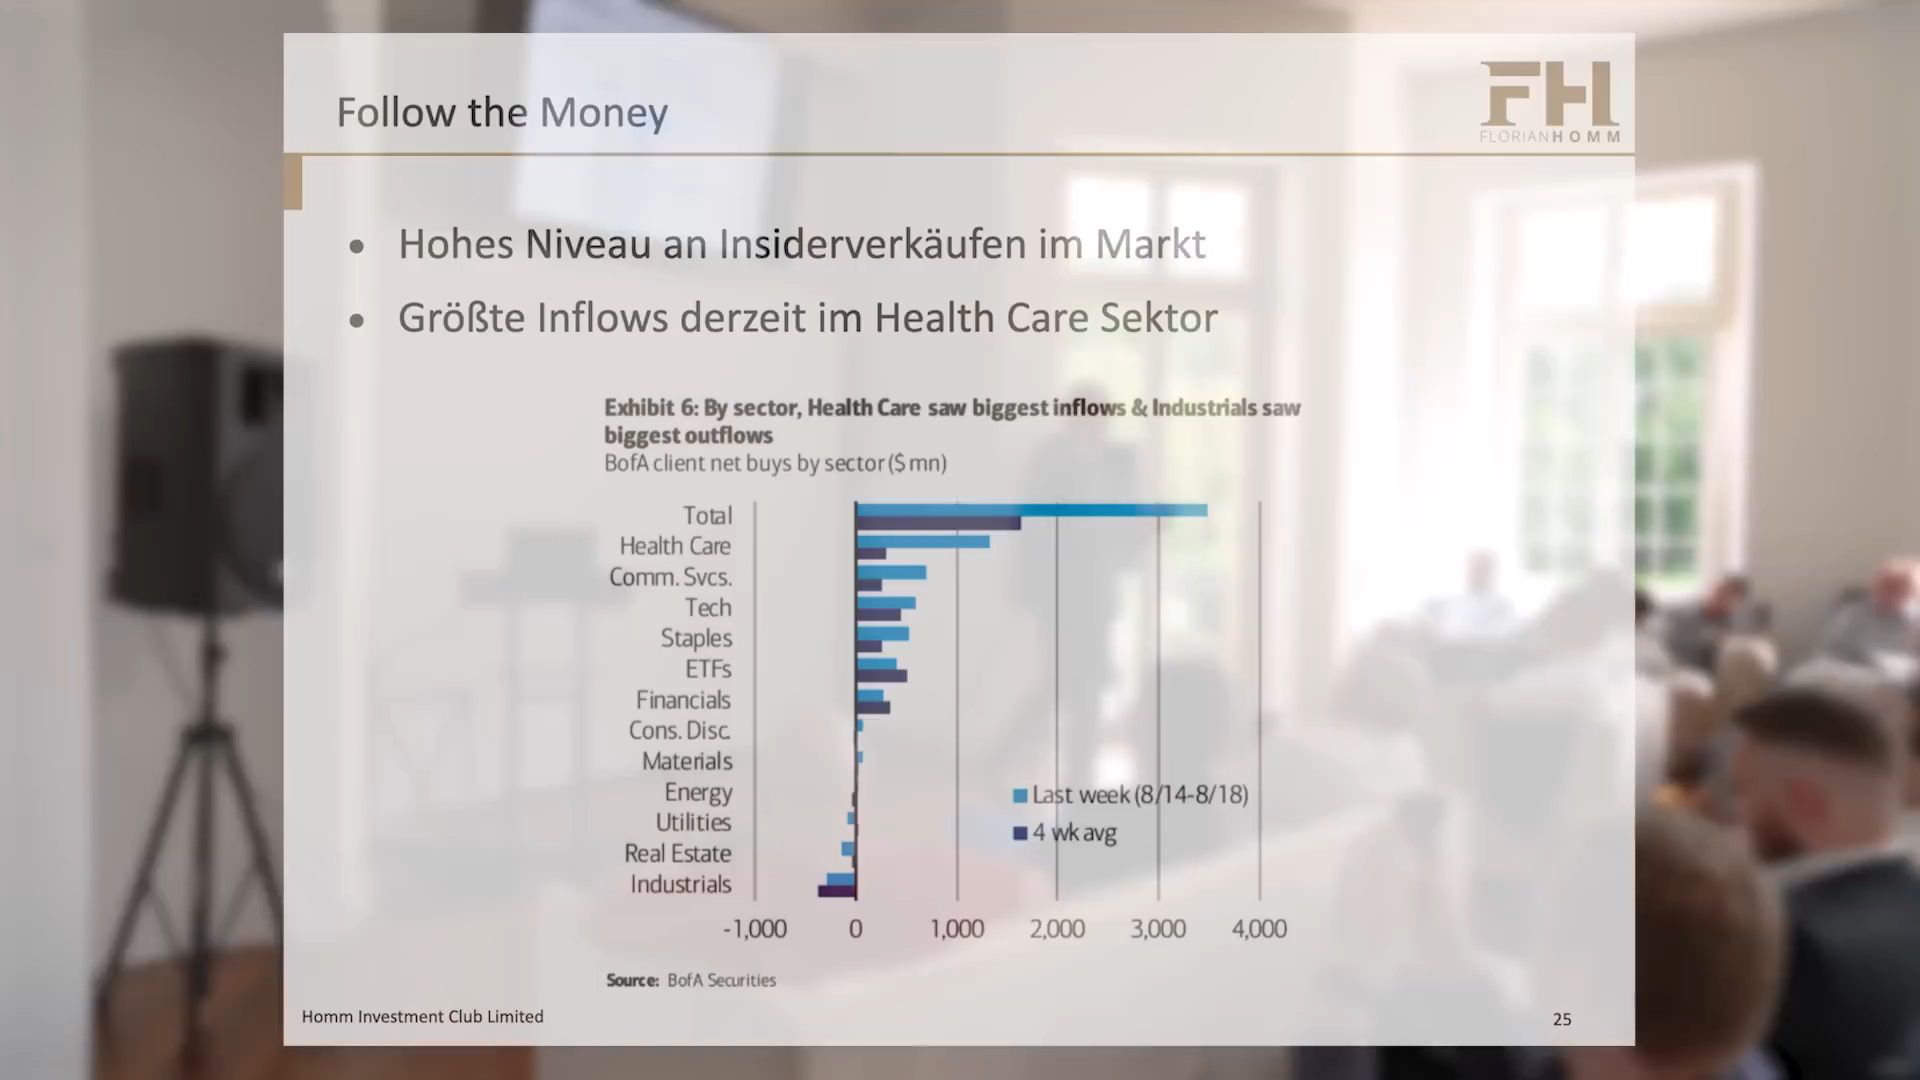 Follow the Money
FH
FLORIANHOMM
• Hohes Niveau an Insiderverkäufen im Markt
• Größte Inflows derzeit im Health Care Sektor
Exhibit 6: By sector, Health Care saw biggest inflows & Industrials saw
biggest outflows
BofA client net buys by sector ($ mn)
Total
Health Care
Comm. Svcs.
Tech
Staples
ETFs
Financials
Cons. Disc.
Materials
Energy
Utilities
Real Estate
Industrials
Last week (8/14-8/18)
4 wk avg
-1,000 0 1,000 2,000 3,000 4,000
Source: BofA Securities
Homm Investment Club Limited
25